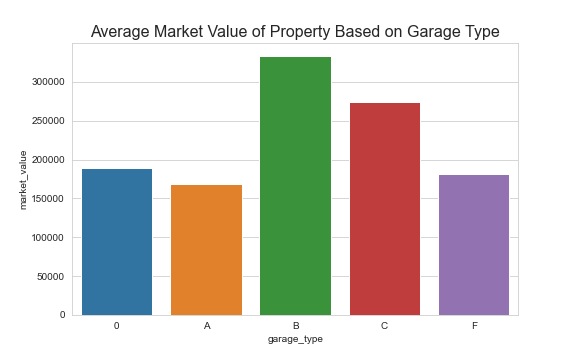 Average Market Value of Property Based on Garage Type
300000
250000
200000
150000
100000
50000
0
market_value
0 A B C F
garage_type